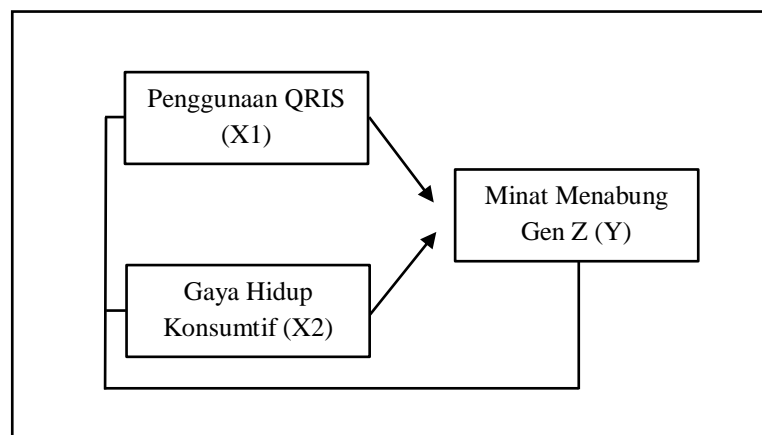 Penggunaan QRIS
(X1)
Minat Menabung
Gen Z (Y)
Gaya Hidup
Konsumtif (X2)